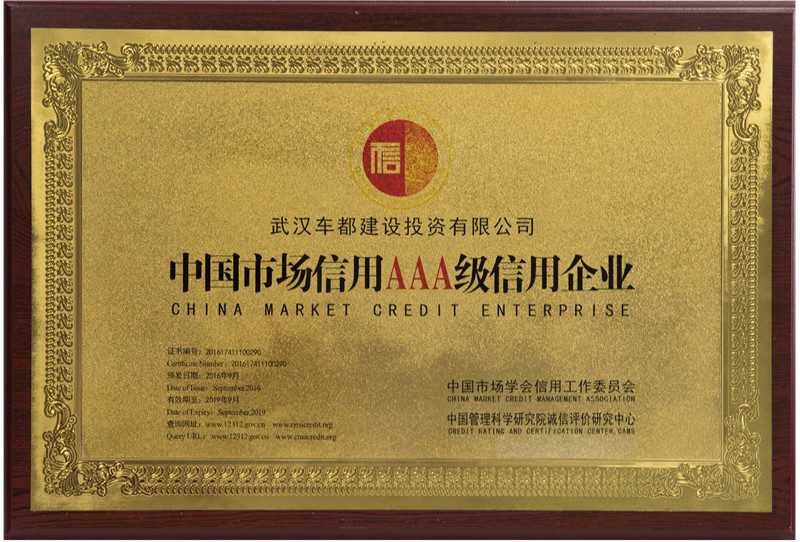 信
武汉车都建设投资有限公司
中国市场信用AAA级信用企业
CHINA MARKET CREDIT ENTERPRISE
证书编号：201617411100290
Certificate Number：201617411100290
颁发日期：2016年9月
Date of Issue：September 2016
有效期至：2019年9月
Date of Expiry：September 2019
查询网址：www.12312.gov.cn www.cmacredit.org
Query URL：www.12312.gov.cn www.cmacredit.org
中国市场学会信用工作委员会
CHINA MARKET CREDIT MANAGEMENT ASSOCIATION
中国管理科学研究院诚信评价研究中心
CREDIT RATING AND CERTIFICATION CENTER, CAMS